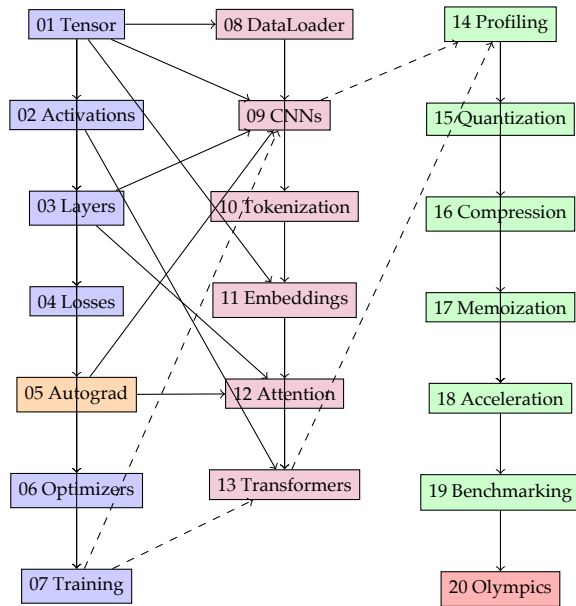 01 Tensor
02 Activations
03 Layers
04 Losses
05 Autograd
06 Optimizers
07 Training
08 DataLoader
09 CNNs
10 Tokenization
11 Embeddings
12 Attention
13 Transformers
14 Profiling
15 Quantization
16 Compression
17 Memoization
18 Acceleration
19 Benchmarking
20 Olympics